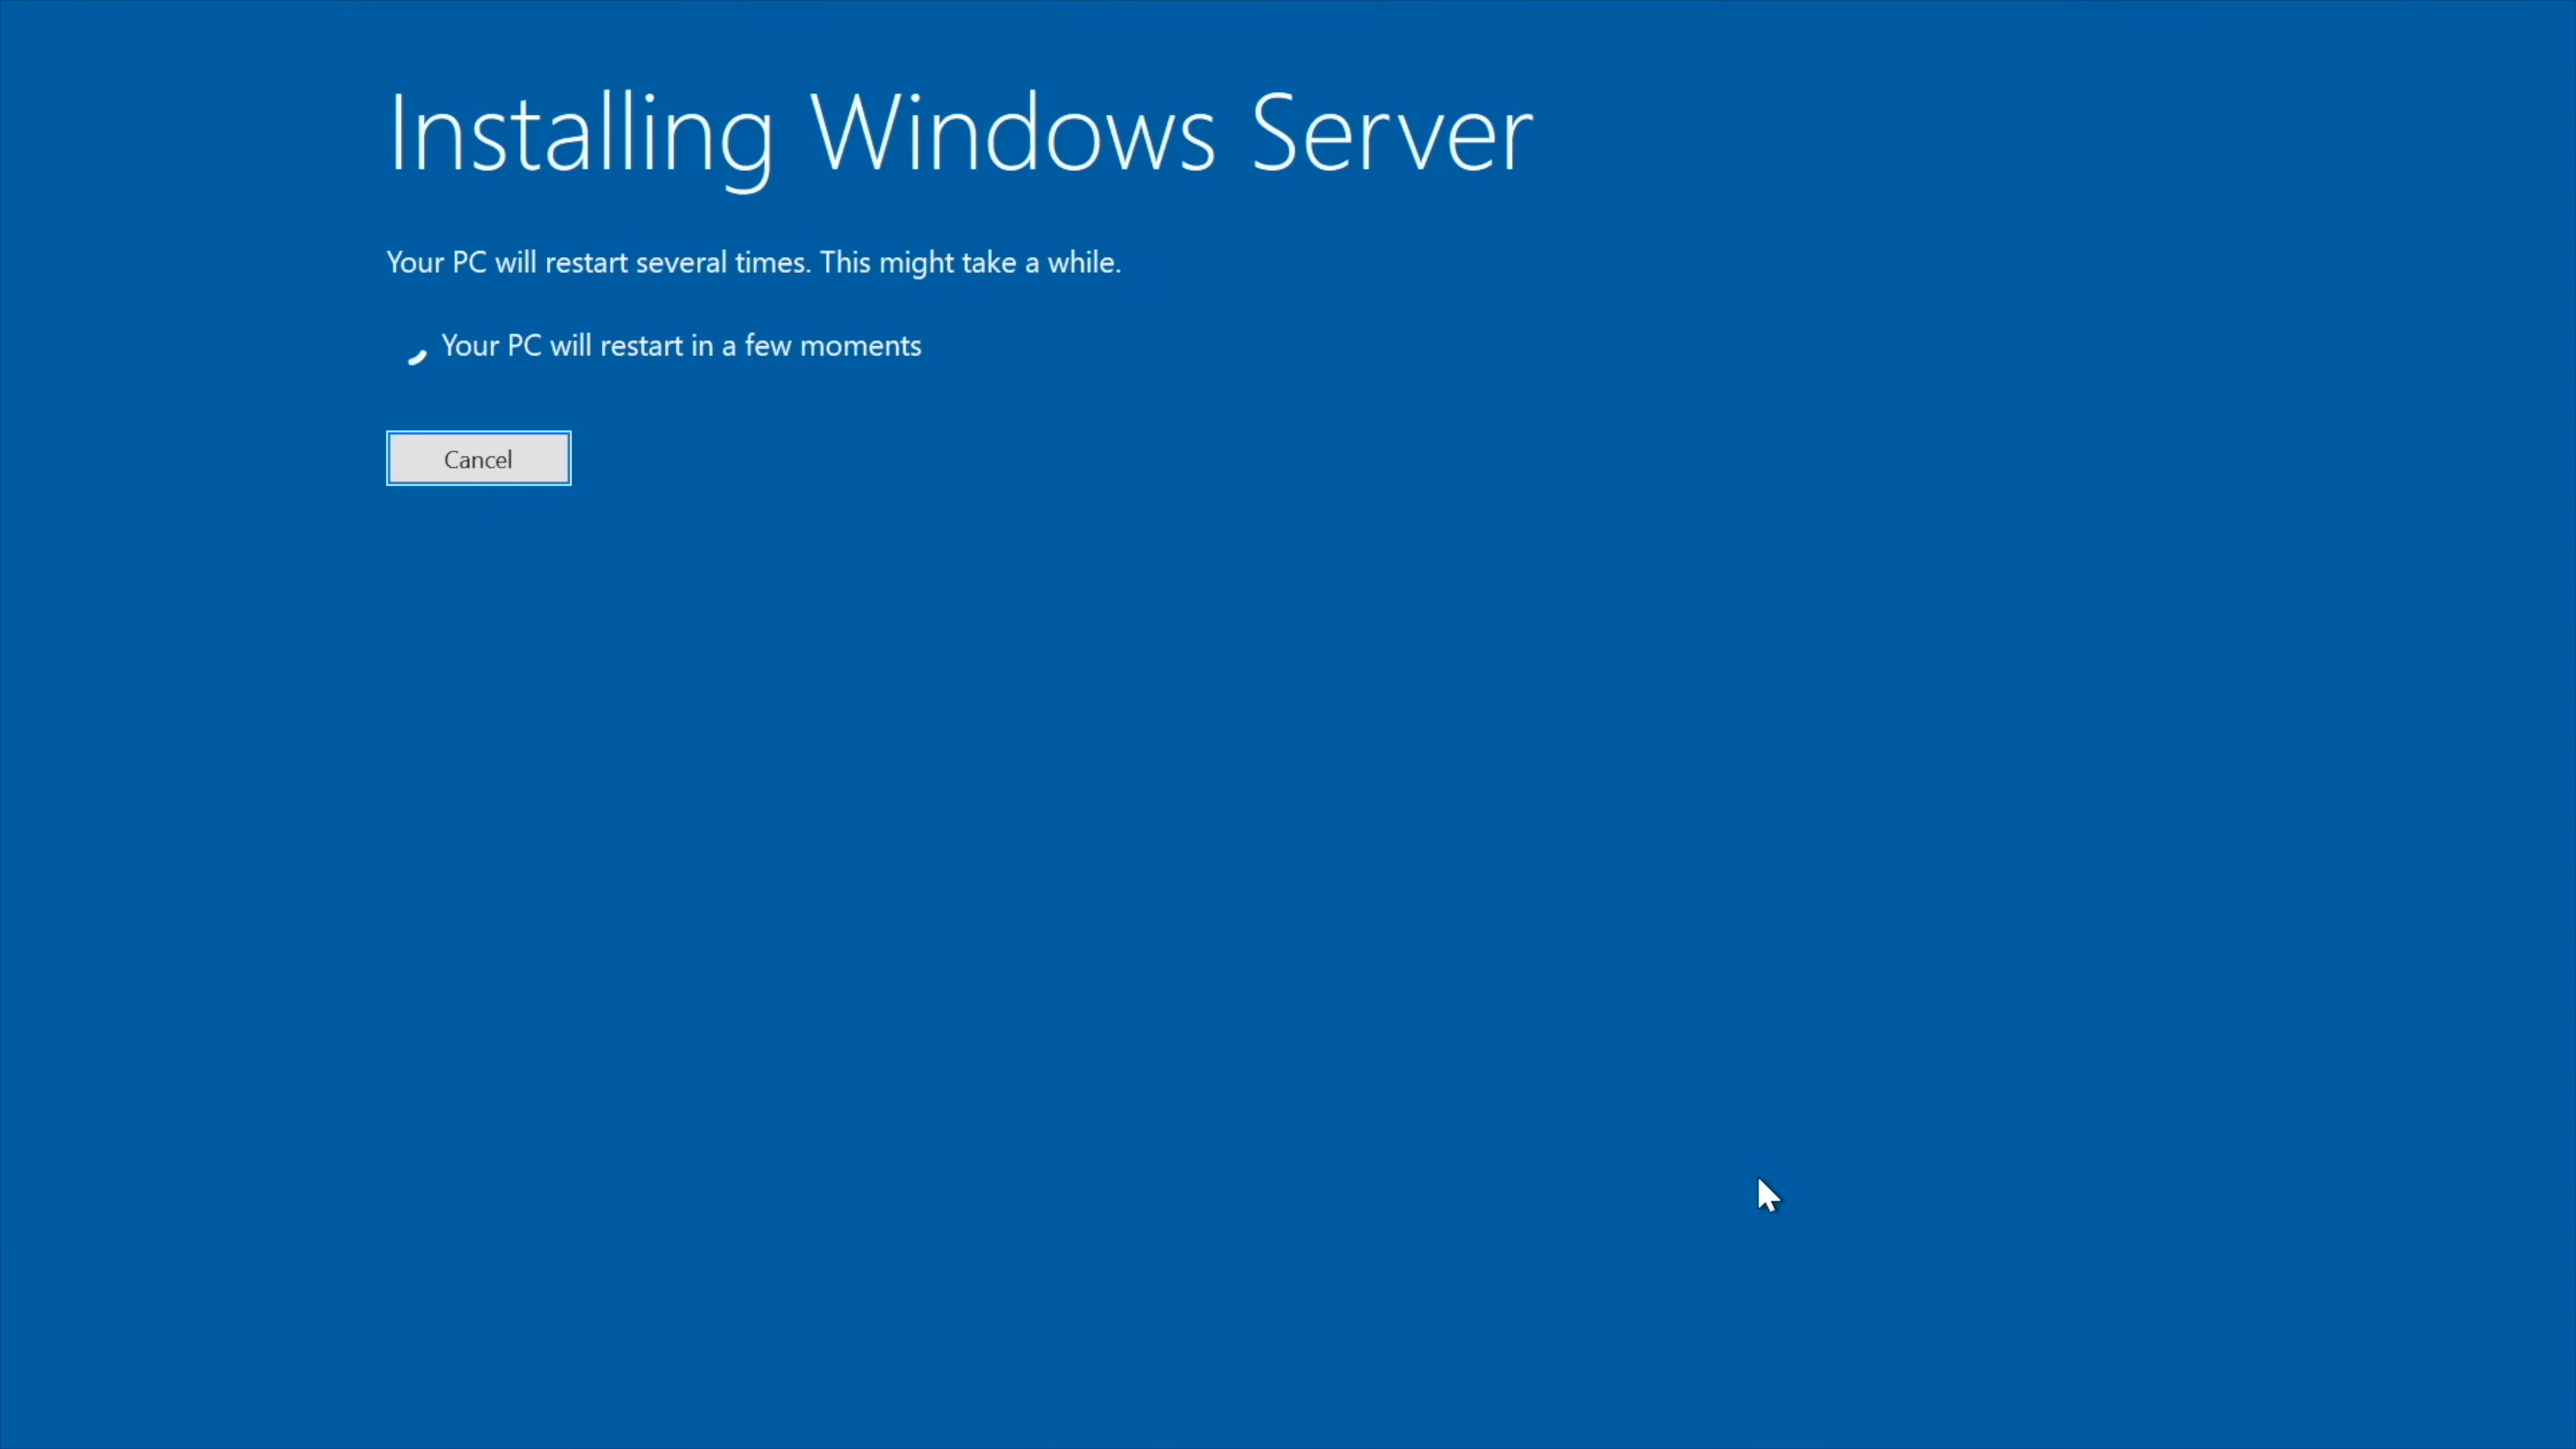 Installing Windows Server
Your PC will restart several times. This might take a while.
Your PC will restart in a few moments
Cancel